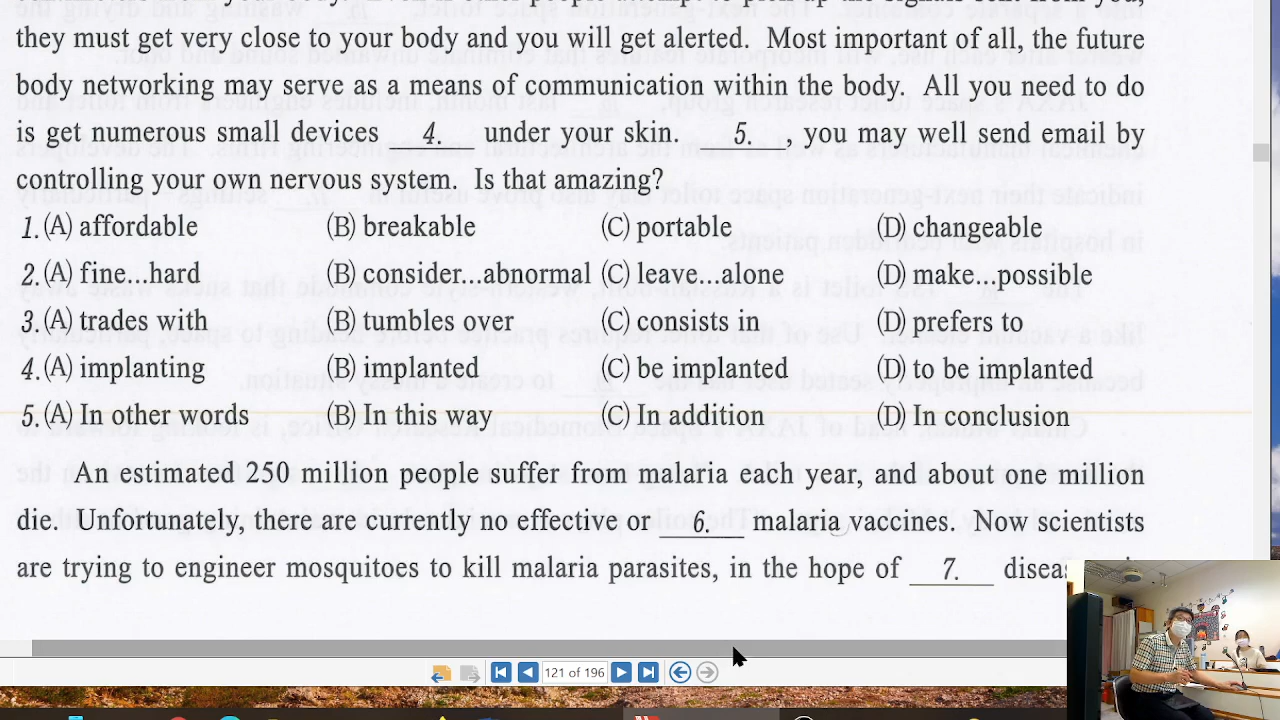 they must get very close to your body and you will get alerted. Most important of all, the future
body networking may serve as a means of communication within the body. All you need to do
is get numerous small devices 4. under your skin. 5. , you may well send email by
controlling your own nervous system. Is that amazing?
1. (A) affordable (B) breakable (C) portable (D) changeable
2. (A) fine...hard (B) consider...abnormal (C) leave...alone (D) make...possible
3. (A) trades with (B) tumbles over (C) consists in (D) prefers to
4. (A) implanting (B) implanted (C) be implanted (D) to be implanted
5. (A) In other words (B) In this way (C) In addition (D) In conclusion
An estimated 250 million people suffer from malaria each year, and about one million
die. Unfortunately, there are currently no effective or 6. malaria vaccines. Now scientists
are trying to engineer mosquitoes to kill malaria parasites, in the hope of 7.
121 of 196